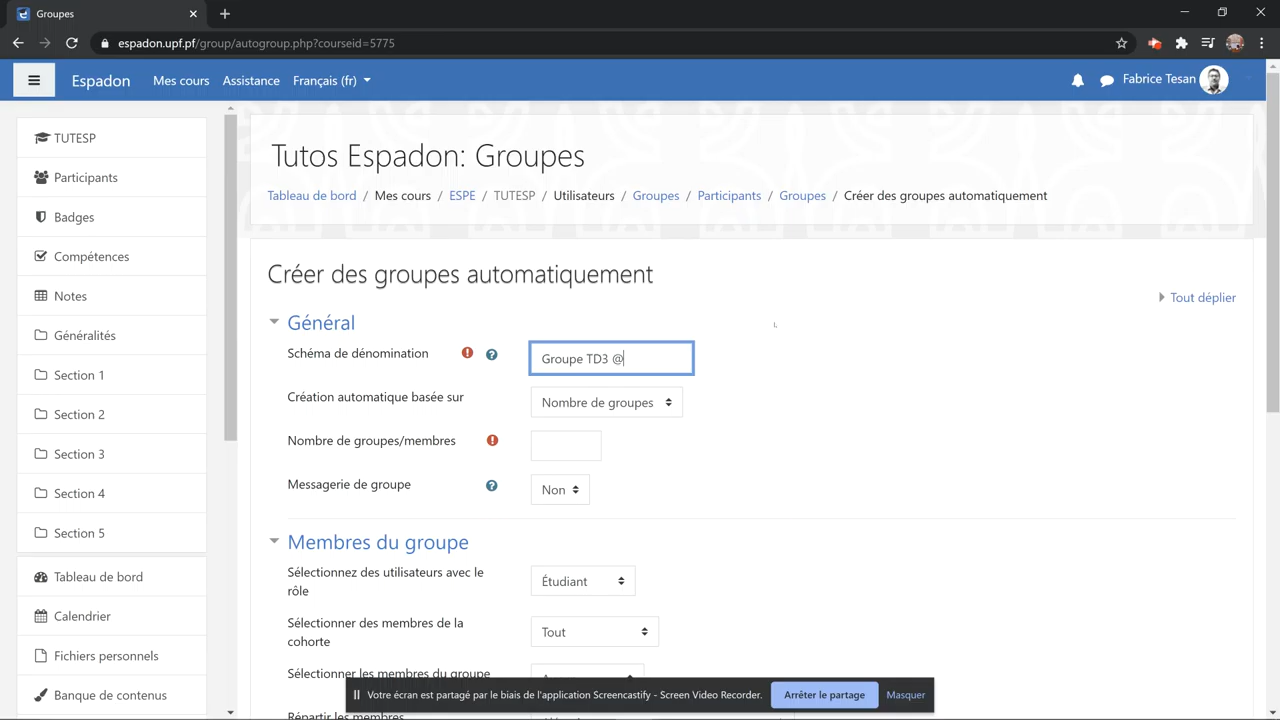 Groupes
espadon.upf.pf/group/autogroup.php?courseid=5775
Espadon Mes cours Assistance Français (fr) Fabrice Tesan
TUTESP
Participants
Badges
Compétences
Notes
Généralités
Section 1
Section 2
Section 3
Section 4
Section 5
Tableau de bord
Calendrier
Fichiers personnels
Banque de contenus
Tutos Espadon: Groupes
Tableau de bord / Mes cours / ESPE / TUTESP / Utilisateurs / Groupes / Participants / Groupes / Créer des groupes automatiquement
Créer des groupes automatiquement
Tout déplier
Général
Schéma de dénomination Groupe TD3 @
Création automatique basée sur Nombre de groupes
Nombre de groupes/membres
Messagerie de groupe Non
Membres du groupe
Sélectionnez des utilisateurs avec le
rôle
Étudiant
Sélectionner des membres de la
cohorte
Tout
Sélectionner les membres du groupe
Répartir les membres
Votre écran est partagé par le biais de l'application Screencastify - Screen Video Recorder. Arrêter le partage Masquer